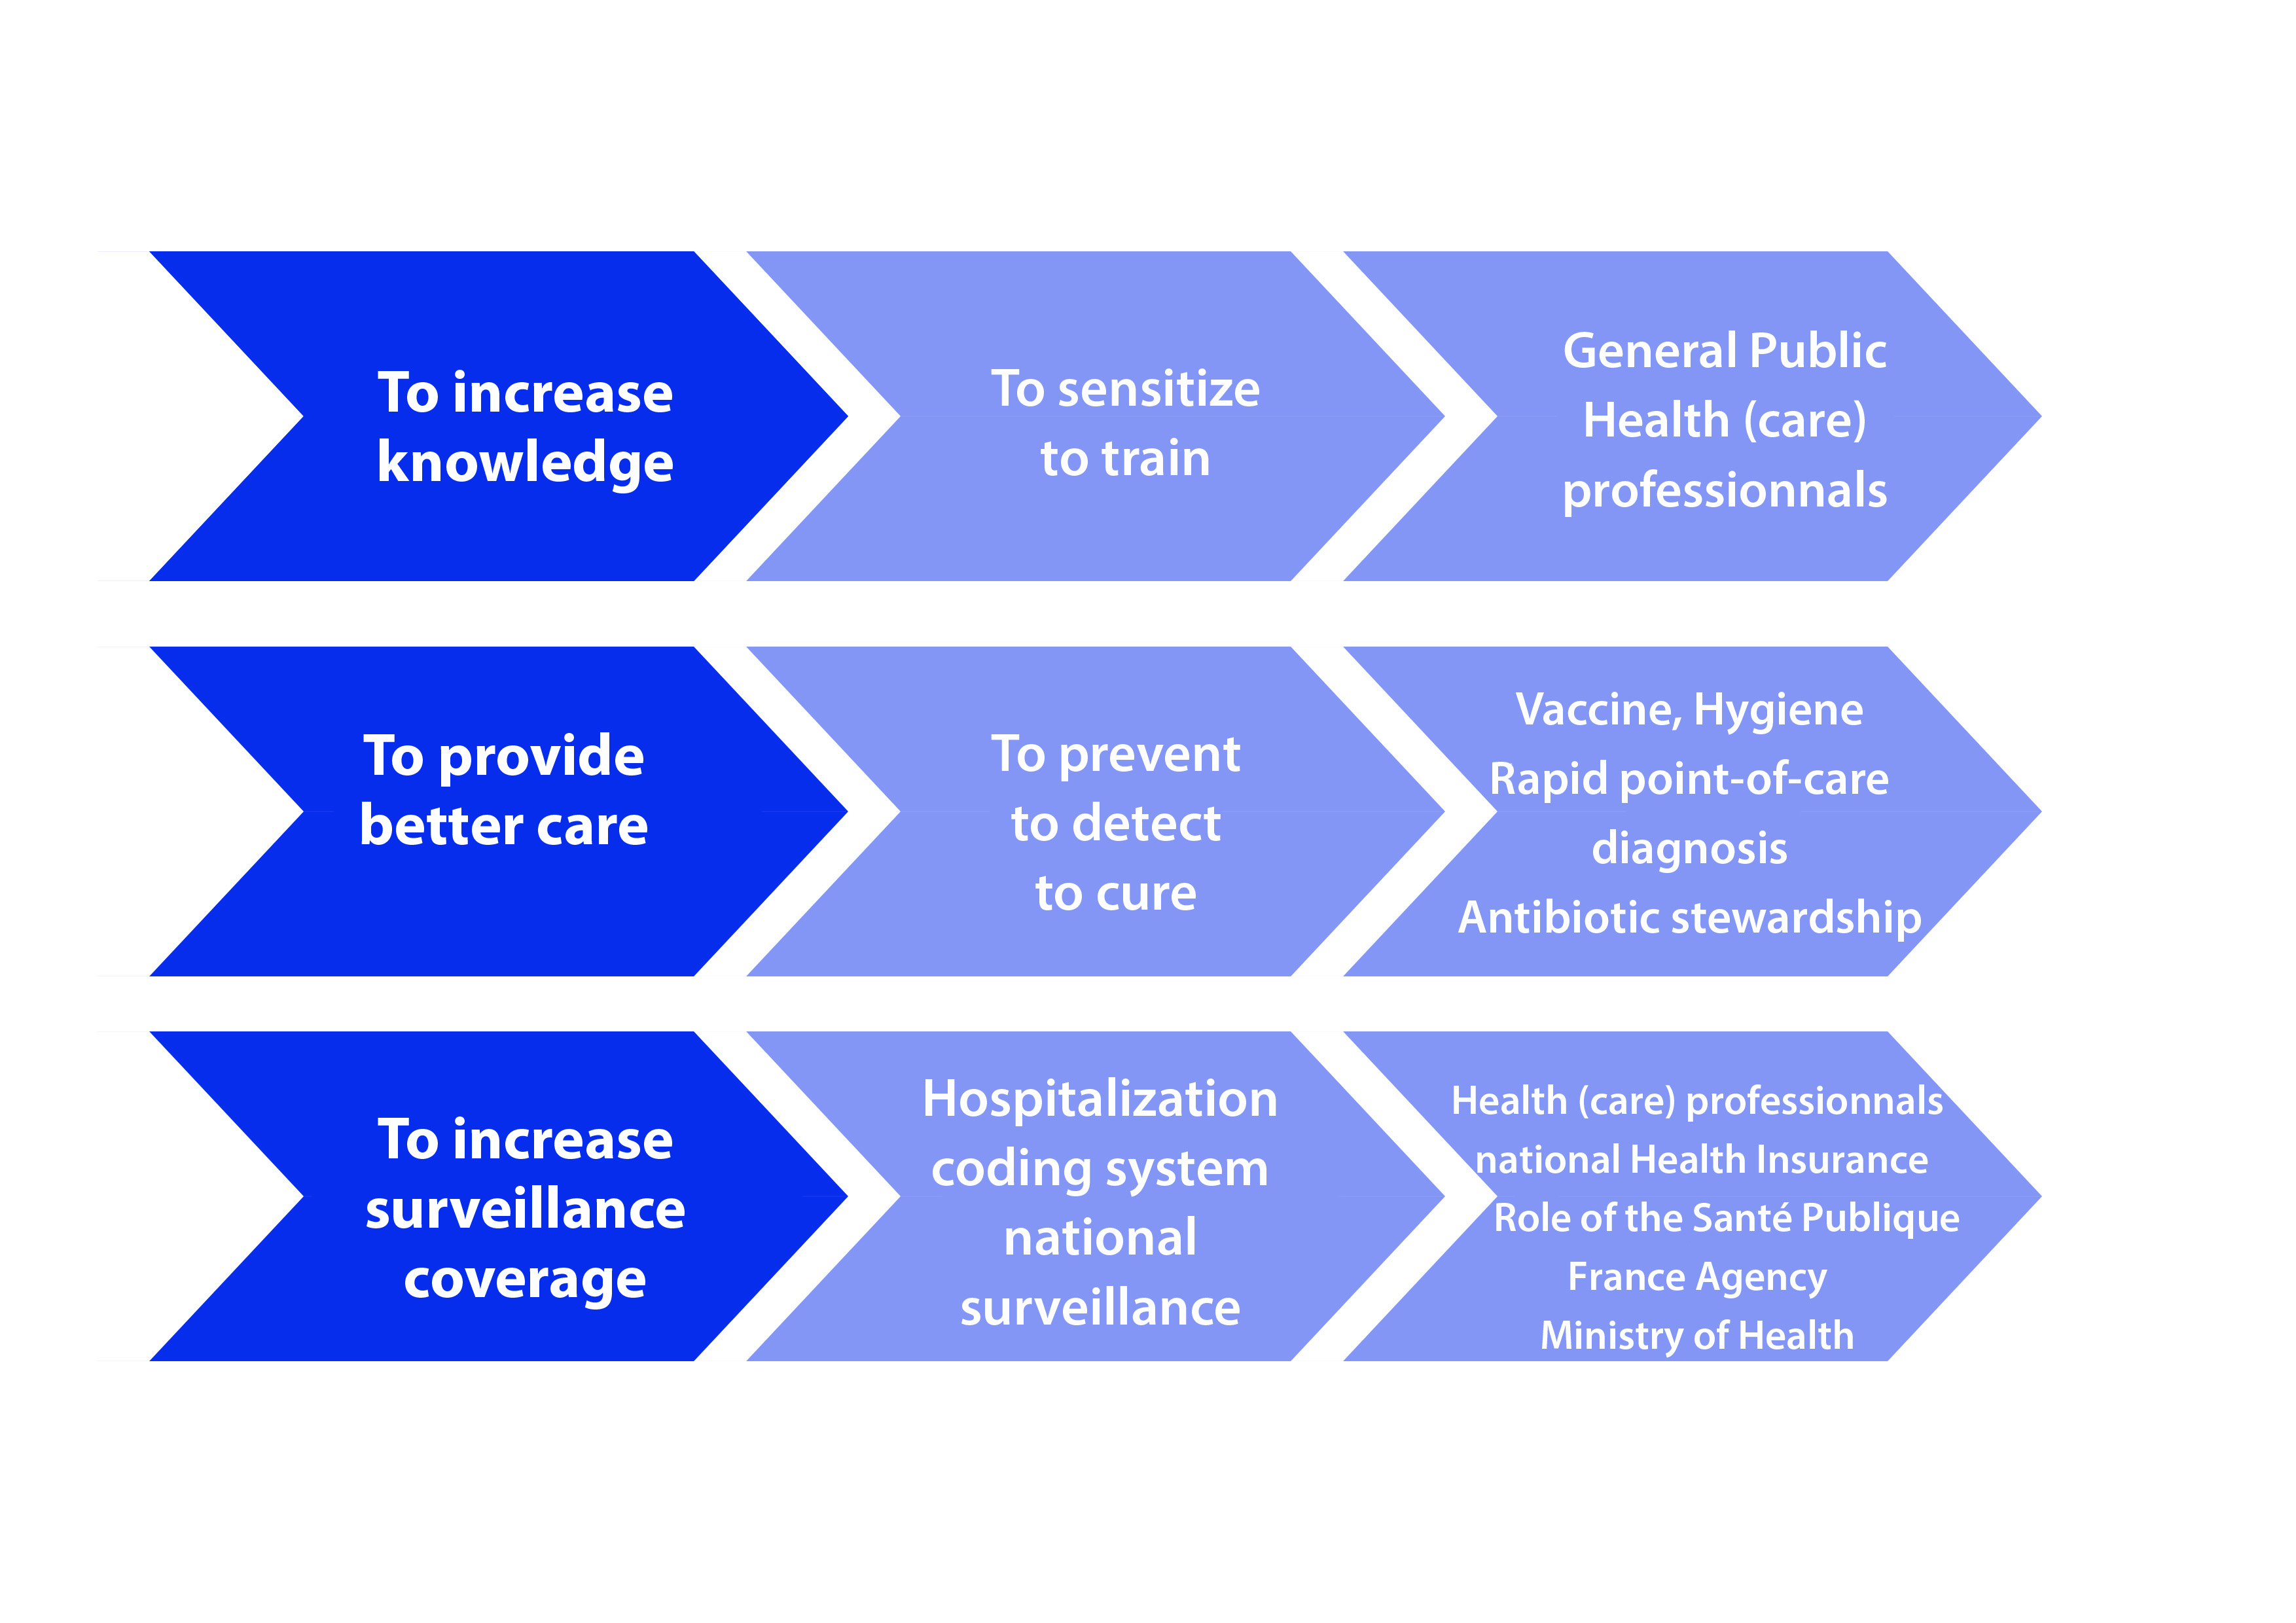 To increase
knowledge
To sensitize
to train
General Public
Health (care)
professionnals
To provide
better care
To prevent
to detect
to cure
Vaccine, Hygiene
Rapid point-of-care
diagnosis
Antibiotic stewardship
To increase
surveillance
coverage
Hospitalization
coding system
national
surveillance
Health (care) professionnals
national Health Insurance
Role of the Santé Publique
France Agency
Ministry of Health